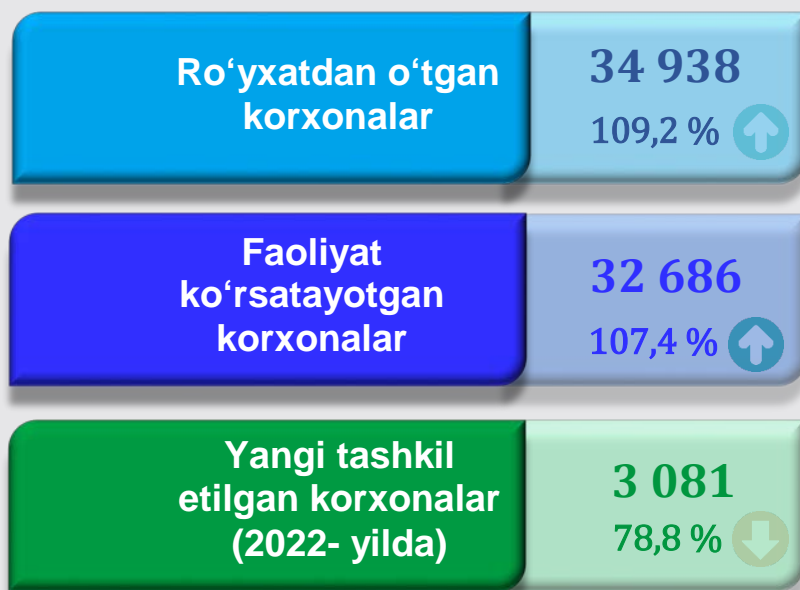 Ro‘yxatdan o‘tgan
korxonalar
34 938
109,2 %
Faoliyat
ko‘rsatayotgan
korxonalar
32 686
107,4 %
Yangi tashkil
etilgan korxonalar
(2022- yilda)
3 081
78,8 %